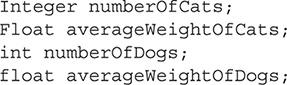 Integer numberOfCats;
Float averageWeightOfCats;
int numberOfDogs;
float averageWeightOfDogs;